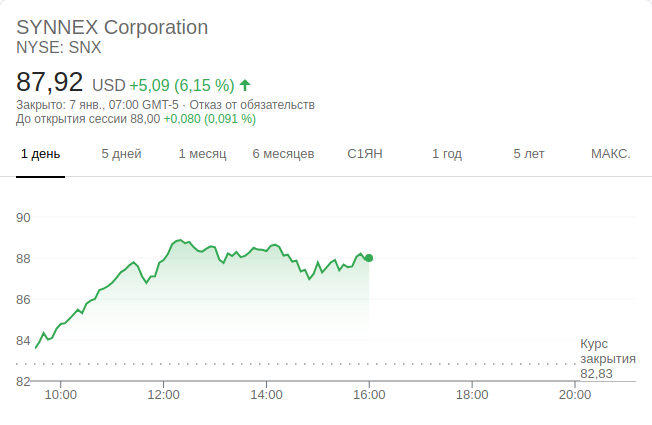 SYNNEX Corporation
NYSE: SNX
87,92 USD +5,09 (6,15 %)
Закрыто: 7 янв., 07:00 GMT-5 · Отказ от обязательств
До открытия сессии 88,00 +0,080 (0,091 %)
1 день 5 дней 1 месяц 6 месяцев С1ЯН 1 год 5 лет МАКС.
90
88
86
84
Курс
закрытия
82,83
82
10:00 12:00 14:00 16:00 18:00 20:00